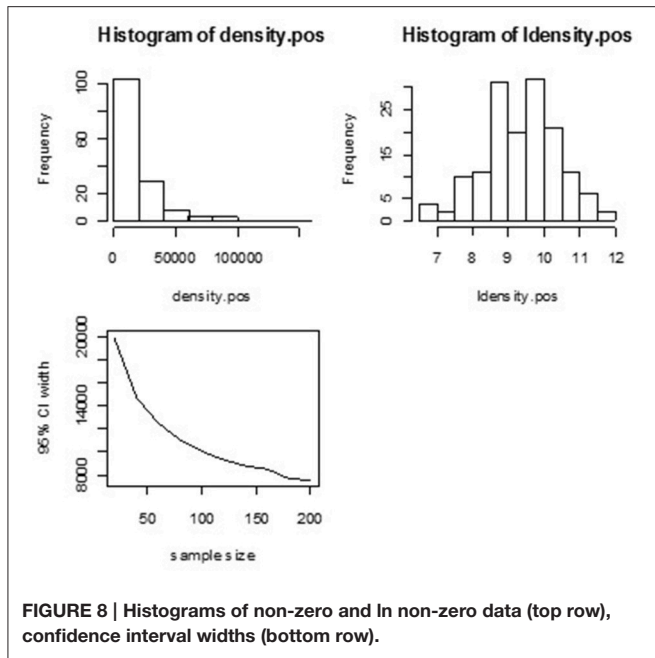 Histogram of density.pos
Frequency
100
60
20
0
0 50000 100000
density.pos
Histogram of ldensity.pos
Frequency
25
15
5
0
7 8 9 10 11 12
ldensity.pos
95% CI width
20000
14000
8000
50 100 150 200
sample size
FIGURE 8 | Histograms of non-zero and ln non-zero data (top row),
confidence interval widths (bottom row).